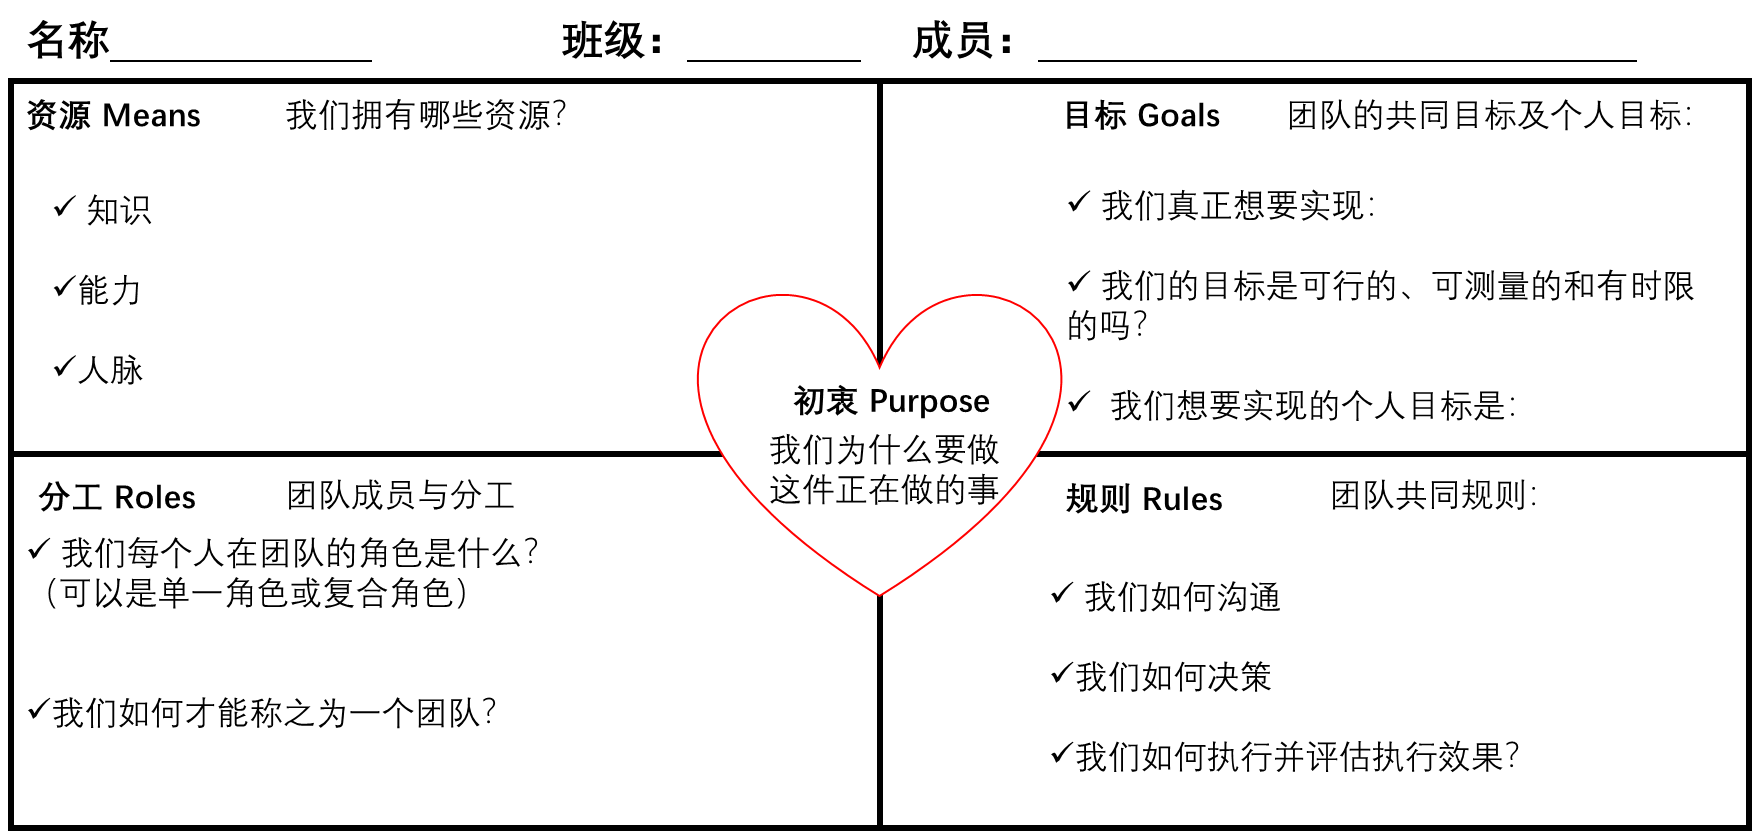 名称
班级：
成员：
资源 Means 我们拥有哪些资源？
✓ 知识
✓能力
✓人脉
目标 Goals 团队的共同目标及个人目标：
✓ 我们真正想要实现：
✓ 我们的目标是可行的、可测量的和有时限
的吗？
✓ 我们想要实现的个人目标是：
初衷 Purpose
我们为什么要做
这件正在做的事
分工 Roles 团队成员与分工
✓ 我们每个人在团队的角色是什么？
（可以是单一角色或复合角色）
✓我们如何才能称之为一个团队？
规则 Rules 团队共同规则：
✓ 我们如何沟通
✓我们如何决策
✓我们如何执行并评估执行效果？